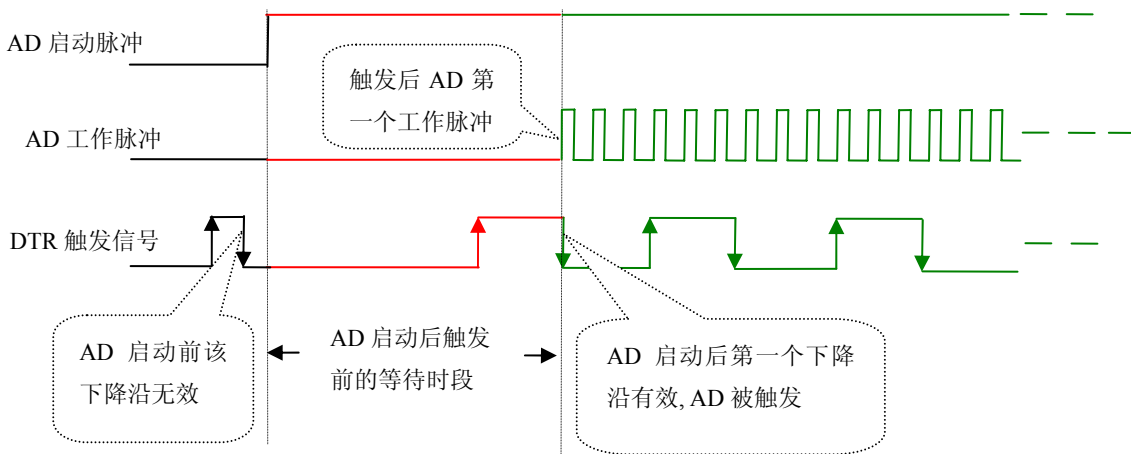 AD 启动脉冲
触发后 AD 第
一个工作脉冲
AD 工作脉冲
DTR 触发信号
AD 启动前该
下降沿无效
AD 启动后触发
前的等待时段
AD 启动后第一个下降
沿有效, AD 被触发